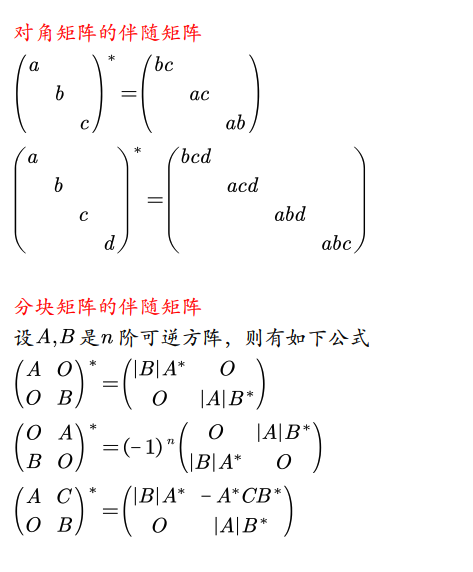 对角矩阵的伴随矩阵
$\begin{pmatrix} a & & \\ & b & \\ & & c \end{pmatrix}^* = \begin{pmatrix} bc & & \\ & ac & \\ & & ab \end{pmatrix}$
$\begin{pmatrix} a & & & \\ & b & & \\ & & c & \\ & & & d \end{pmatrix}^* = \begin{pmatrix} bcd & & & \\ & acd & & \\ & & abd & \\ & & & abc \end{pmatrix}$
分块矩阵的伴随矩阵
设A,B是n阶可逆方阵，则有如下公式
$\begin{pmatrix} A & O \\ O & B \end{pmatrix}^* = \begin{pmatrix} |B|A^* & O \\ O & |A|B^* \end{pmatrix}$
$\begin{pmatrix} O & A \\ B & O \end{pmatrix}^* = (-1)^n \begin{pmatrix} O & |A|B^* \\ |B|A^* & O \end{pmatrix}$
$\begin{pmatrix} A & C \\ O & B \end{pmatrix}^* = \begin{pmatrix} |B|A^* & -A^*CB^* \\ O & |A|B^* \end{pmatrix}$